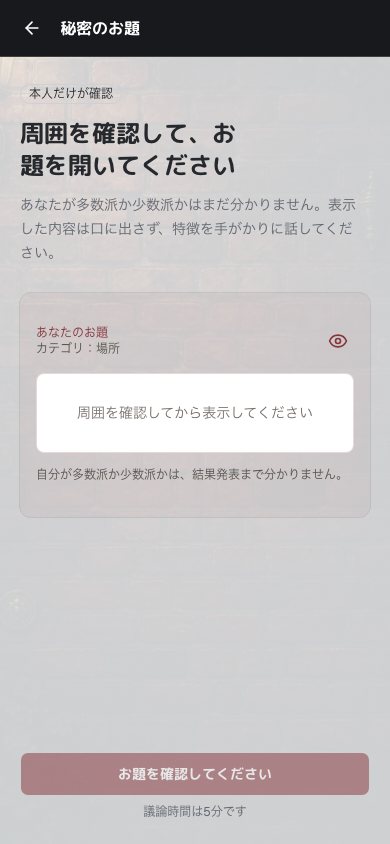 秘密のお題
本人だけが確認
周囲を確認して、お
題を開いてください
あなたが多数派か少数派かはまだ分かりません。表示
した内容は口に出さず、特徴を手がかりに話してくだ
さい。
あなたのお題
カテゴリ：場所
周囲を確認してから表示してください
自分が多数派か少数派かは、結果発表まで分かりません。
お題を確認してください
議論時間は5分です